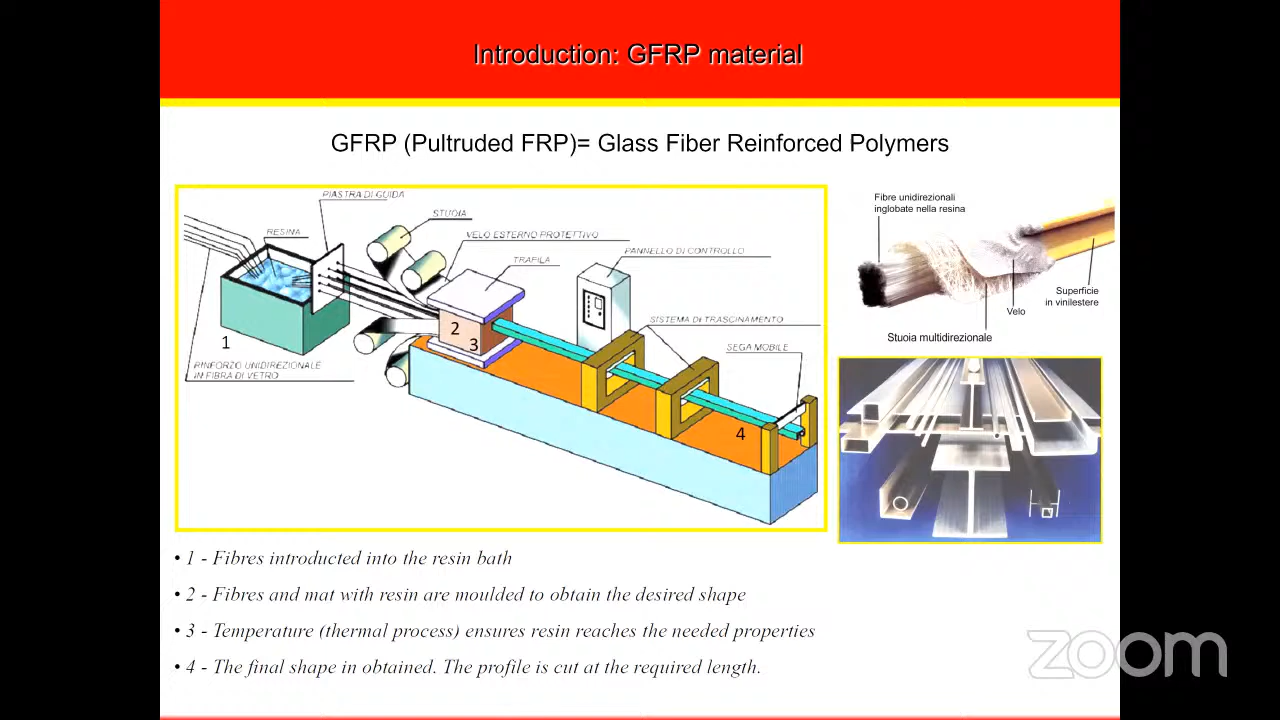 Introduction: GFRP material
GFRP (Pultruded FRP)= Glass Fiber Reinforced Polymers
PIASTRA DI GUIDA
STUOIA
RESINA
VELO ESTERNO PROTETTIVO
PANNELLO DI CONTROLLO
TRAFILA
SISTEMA DI TRASCINAMENTO
SEGA MOBILE
1
2
3
4
RINFORZO UNIDIREZIONALE
IN FIBRA DI VETRO
Fibre unidirezionali
inglobate nella resina
Superficie
in vinilestere
Velo
Stuoia multidirezionale
• 1 - Fibres introducted into the resin bath
• 2 - Fibres and mat with resin are moulded to obtain the desired shape
• 3 - Temperature (thermal process) ensures resin reaches the needed properties
• 4 - The final shape in obtained. The profile is cut at the required length.
zoom